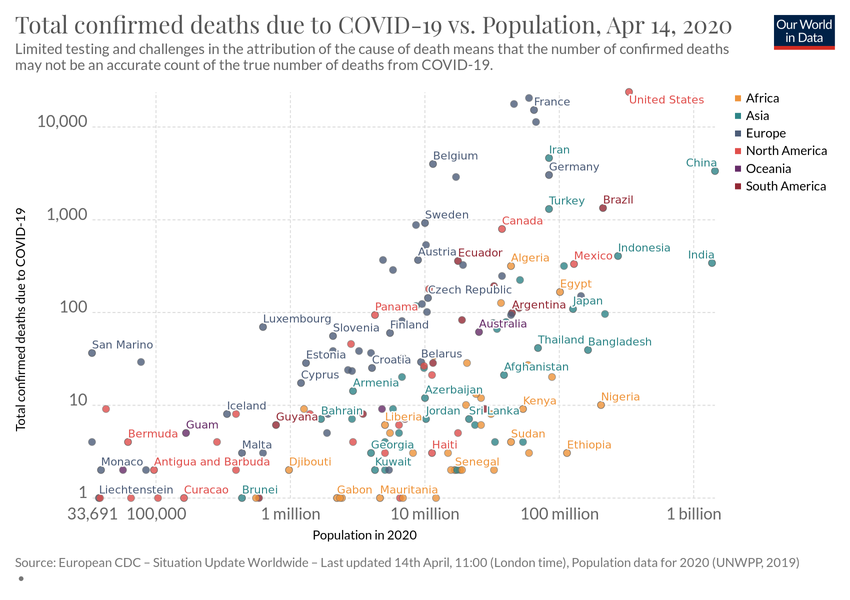 Total confirmed deaths due to COVID-19 vs. Population, Apr 14, 2020
Our World
in Data
Limited testing and challenges in the attribution of the cause of death means that the number of confirmed deaths
may not be an accurate count of the true number of deaths from COVID-19.
Africa
Asia
Europe
North America
Oceania
South America
Total confirmed deaths due to COVID-19
10,000
1,000
100
10
1
France
United States
Belgium
Iran
Germany
China
Turkey
Brazil
Sweden
Canada
Austria
Ecuador
Algeria
Mexico
Indonesia
India
Czech Republic
Egypt
Panama
Argentina
Japan
Luxembourg
Slovenia
Finland
Australia
San Marino
Estonia
Croatia
Belarus
Thailand
Bangladesh
Cyprus
Armenia
Afghanistan
Azerbaijan
Iceland
Guyana
Bahrain
Liberia
Jordan
Sri Lanka
Kenya
Nigeria
Guam
Bermuda
Malta
Georgia
Haiti
Sudan
Ethiopia
Monaco
Antigua and Barbuda
Djibouti
Kuwait
Senegal
Liechtenstein
Curacao
Brunei
Gabon
Mauritania
33,691
100,000
1 million
10 million
100 million
1 billion
Population in 2020
Source: European CDC – Situation Update Worldwide – Last updated 14th April, 11:00 (London time), Population data for 2020 (UNWPP, 2019)